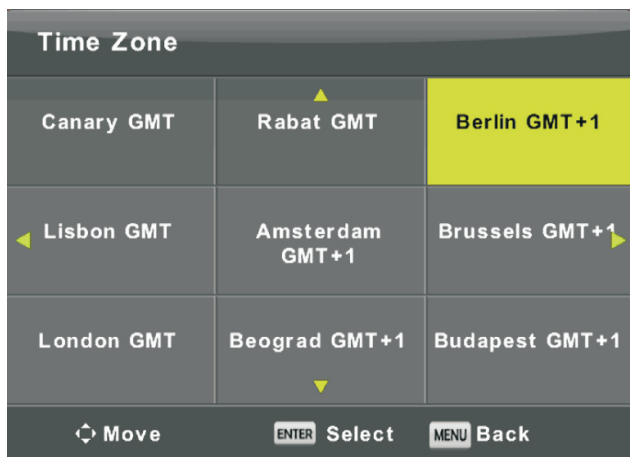 Time Zone
Canary GMT
Rabat GMT
Berlin GMT+1
Lisbon GMT
Amsterdam
GMT+1
Brussels GMT+1
London GMT
Beograd GMT+1
Budapest GMT+1
Move
ENTER Select
MENU Back